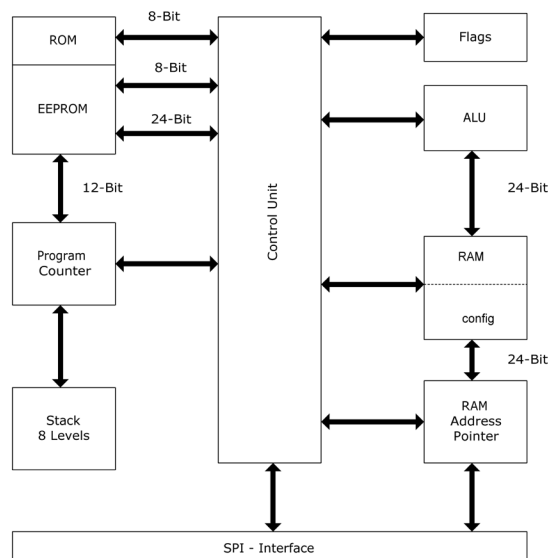 8-Bit
ROM
Flags
8-Bit
EEPROM
ALU
24-Bit
12-Bit
24-Bit
Control Unit
Program
Counter
RAM
config
24-Bit
Stack
8 Levels
RAM
Address
Pointer
SPI - Interface